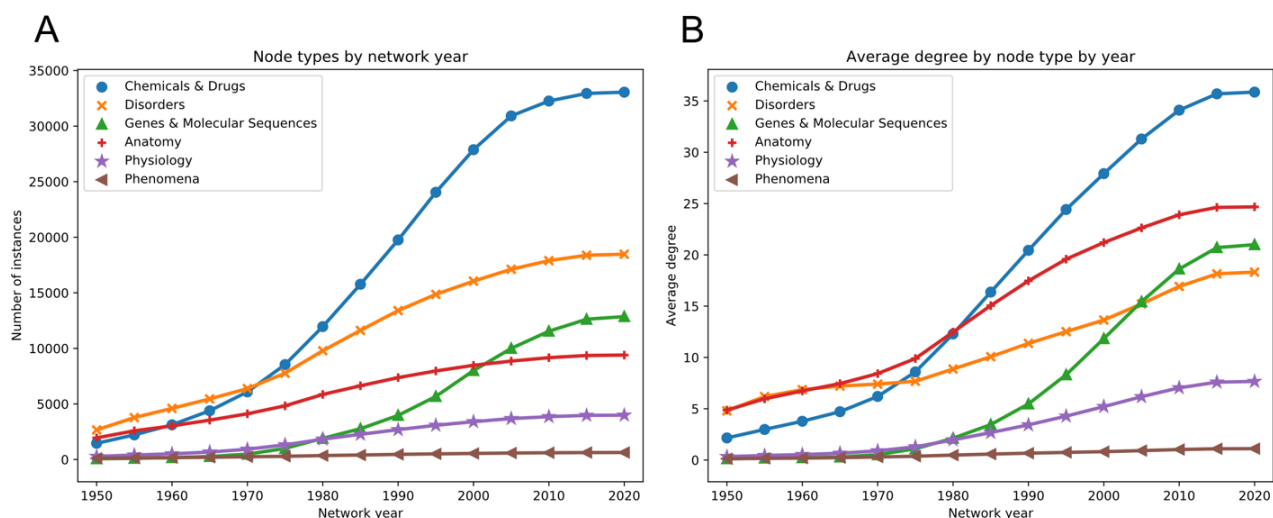 A
Node types by network year
Number of instances
35000
30000
25000
20000
15000
10000
5000
0
Chemicals & Drugs
Disorders
Genes & Molecular Sequences
Anatomy
Physiology
Phenomena
1950 1960 1970 1980 1990 2000 2010 2020
Network year
B
Average degree by node type by year
Average degree
35
30
25
20
15
10
5
0
Chemicals & Drugs
Disorders
Genes & Molecular Sequences
Anatomy
Physiology
Phenomena
1950 1960 1970 1980 1990 2000 2010 2020
Network year